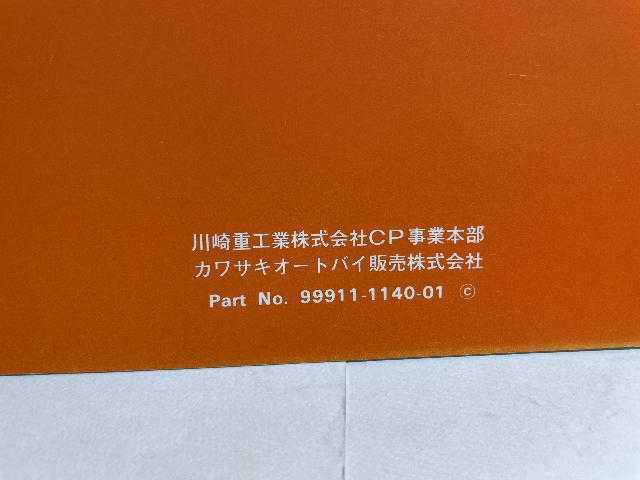 川崎重工業株式会社CP事業本部
カワサキオートバイ販売株式会社
Part No. 99911-1140-01 ©